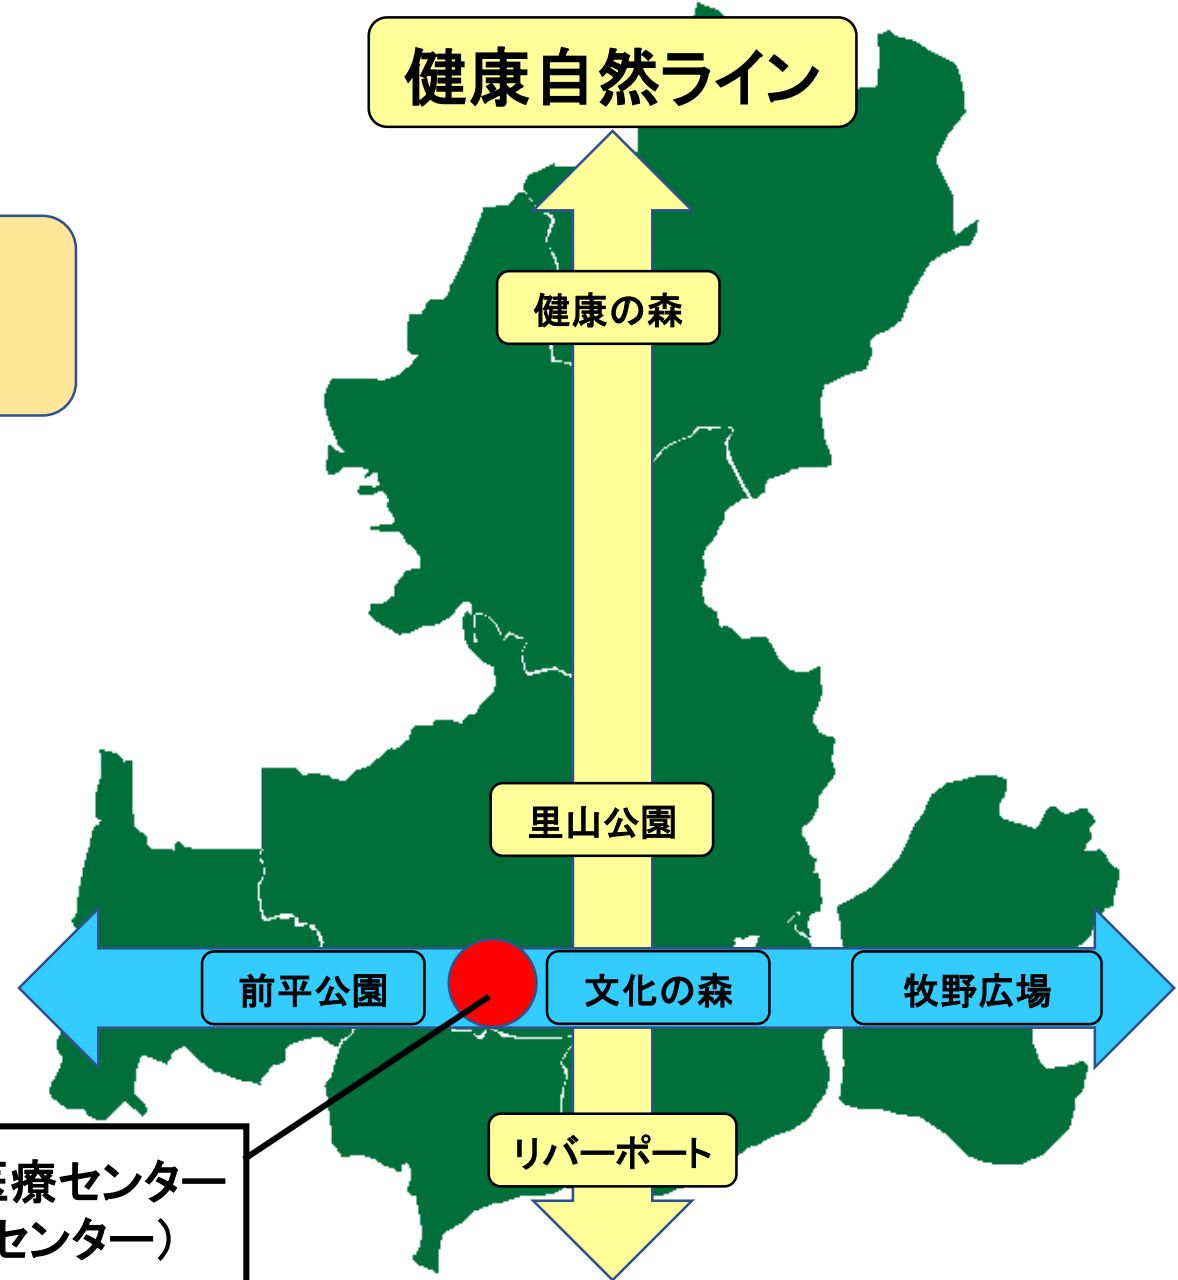 健康自然ライン
健康の森
里山公園
前平公園
文化の森
牧野広場
リバーポート
療センター
センター）